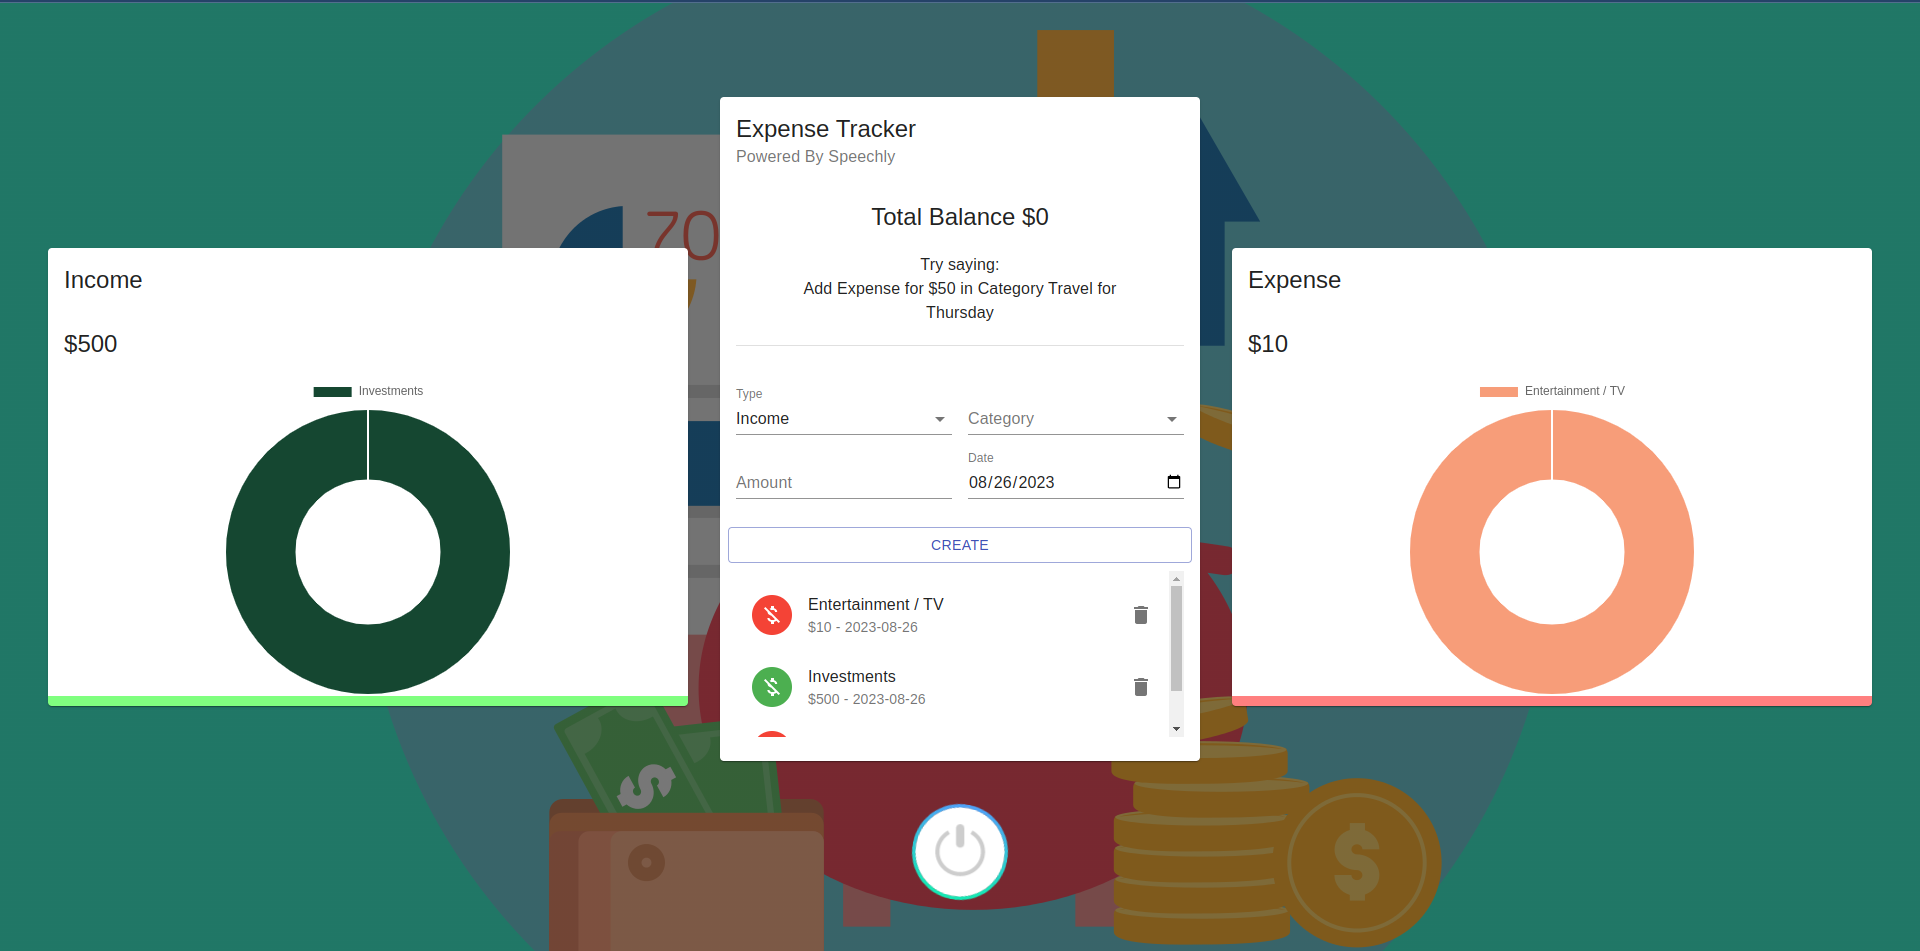 Expense Tracker
Powered By Speechly
Total Balance $0
Try saying:
Add Expense for $50 in Category Travel for
Thursday
70
Income
$500
Investments
Type
Income
Category
Amount
Date
08/26/2023
CREATE
Entertainment / TV
$10 - 2023-08-26
Investments
$500 - 2023-08-26
Expense
$10
Entertainment / TV
$
$